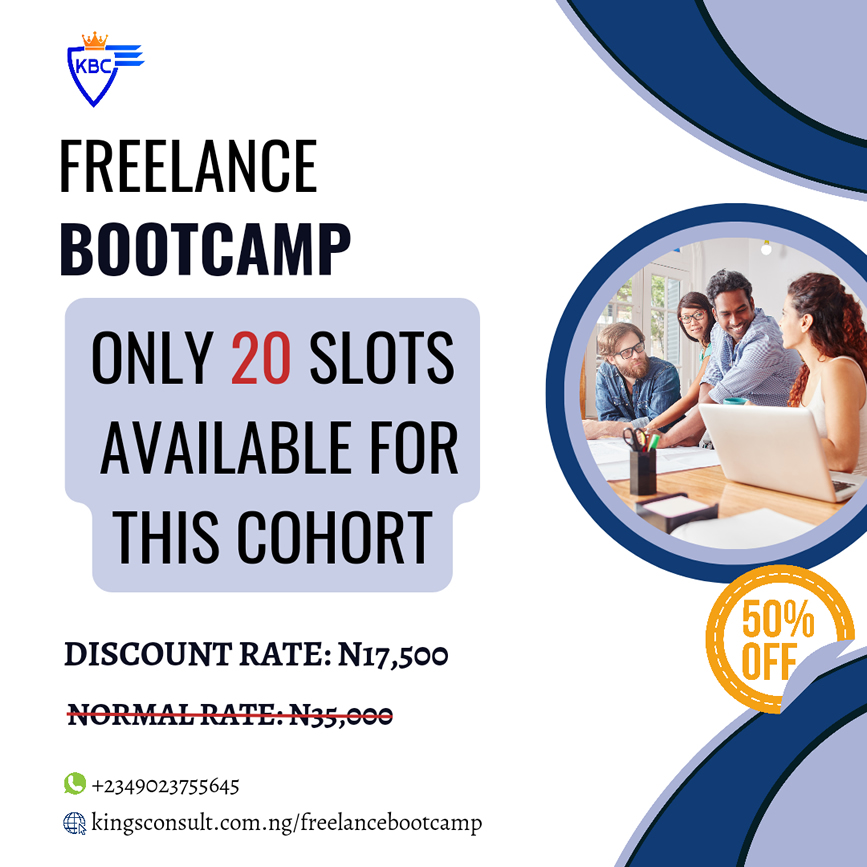 KBC
FREELANCE
BOOTCAMP
ONLY 20 SLOTS
AVAILABLE FOR
THIS COHORT
50%
OFF
DISCOUNT RATE: N17,500
NORMAL RATE: N35,000
+2349023755645
kingsconsult.com.ng/freelancebootcamp